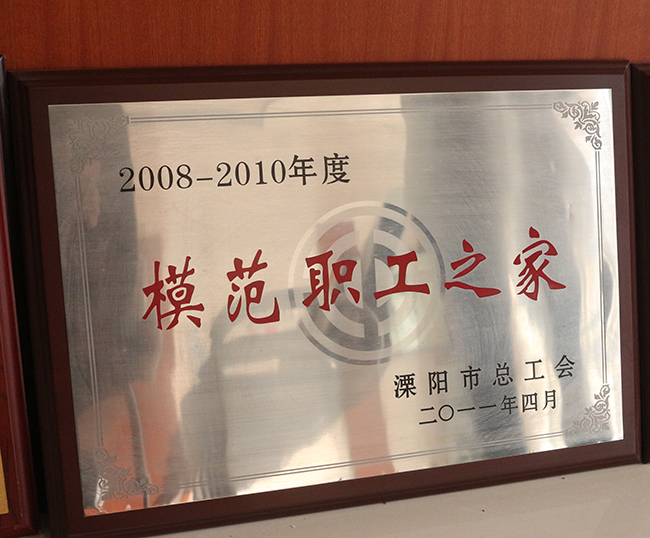 2008-2010年度
模范职工之家
溧阳市总工会
二〇一一年四月